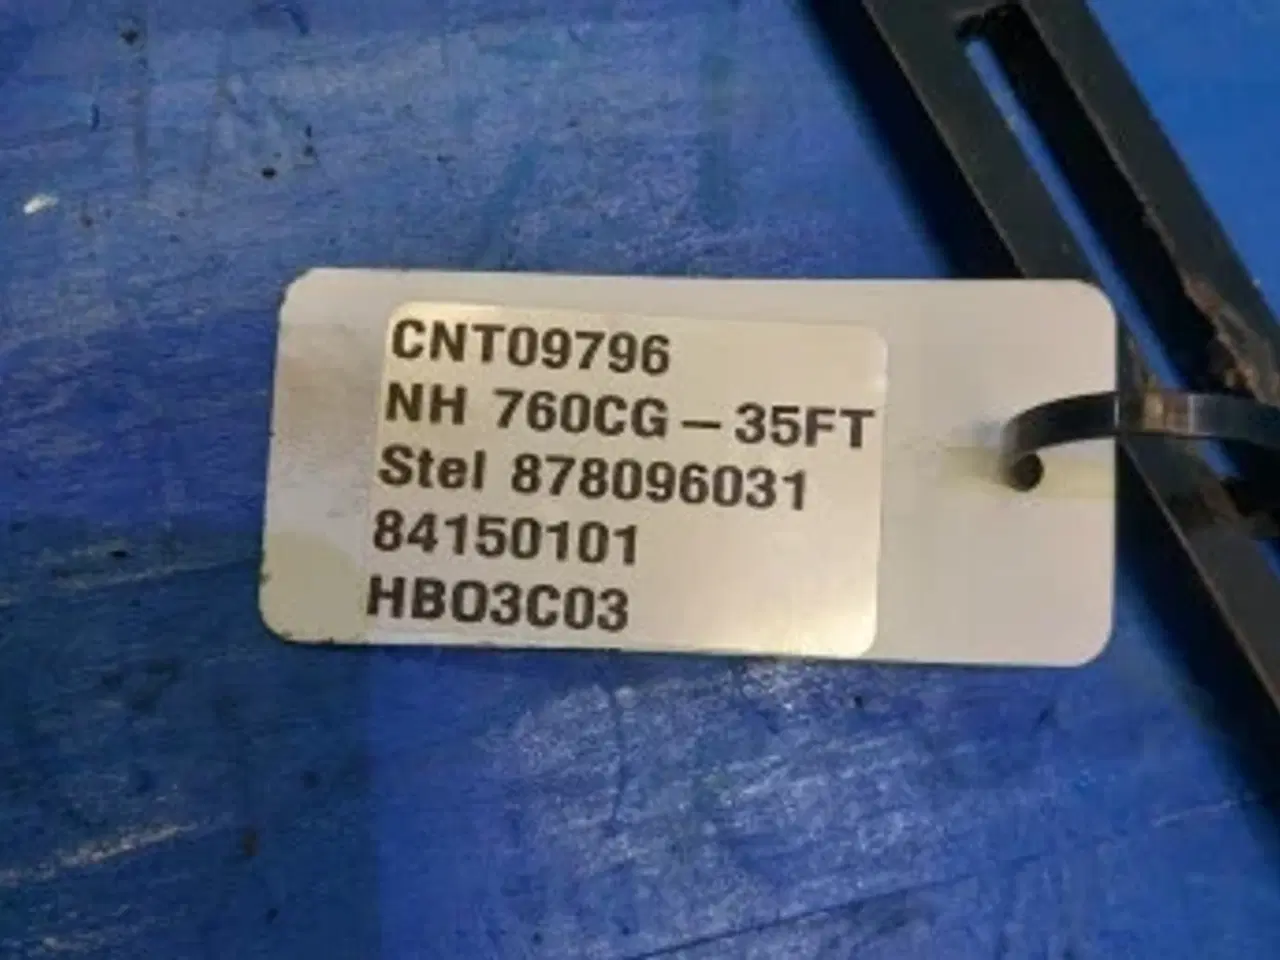 CNT09796
NH 760CG – 35FT
Stel 878096031
84150101
HBO3C03